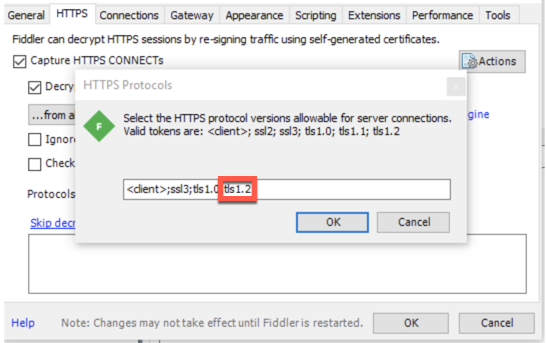 General HTTPS Connections Gateway Appearance Scripting Extensions Performance Tools
Fiddler can decrypt HTTPS sessions by re-signing traffic using self-generated certificates.
Capture HTTPS CONNECTs
Actions
Decry
HTTPS Protocols
...from a
F
Select the HTTPS protocol versions allowable for server connections.
Valid tokens are: <client>; ssl2; ssl3; tls1.0; tls1.1; tls1.2
gine
Ignor
Check
Protocols
<client>;ssl3;tls1.0;tls1.2
Skip decr
OK Cancel
Help Note: Changes may not take effect until Fiddler is restarted. OK Cancel